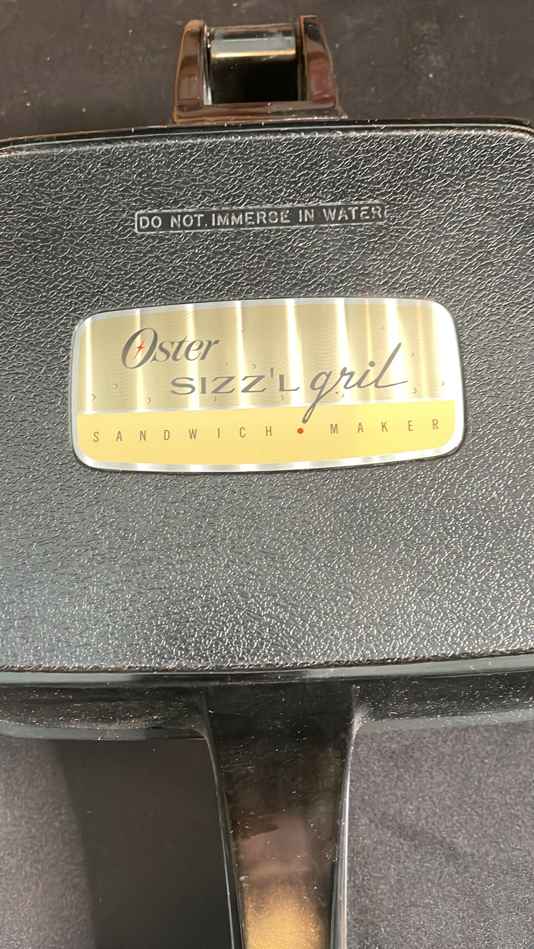 DO NOT IMMERSE IN WATER
Oster
SIZZ'L gril
SANDWICH • MAKER